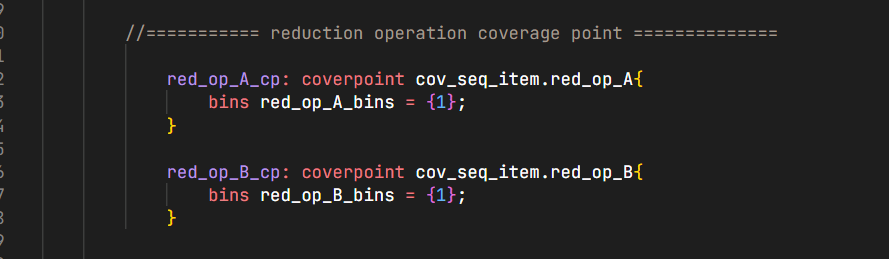 //=========== reduction operation coverage point ==============
red_op_A_cp: coverpoint cov_seq_item.red_op_A{
bins red_op_A_bins = {1};
}
red_op_B_cp: coverpoint cov_seq_item.red_op_B{
bins red_op_B_bins = {1};
}